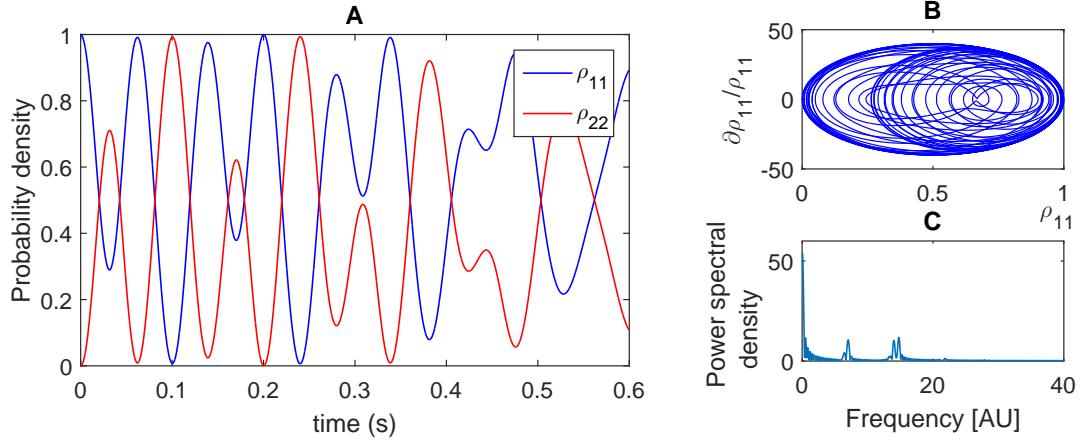 A
Probability density
1
0.8
0.6
0.4
0.2
0
0 0.1 0.2 0.3 0.4 0.5 0.6
time (s)
ρ11
ρ22
B
∂ρ11/ρ11
50
0
-50
0 0.5 1
ρ11
C
Power spectral
density
50
0
0 20 40
Frequency [AU]